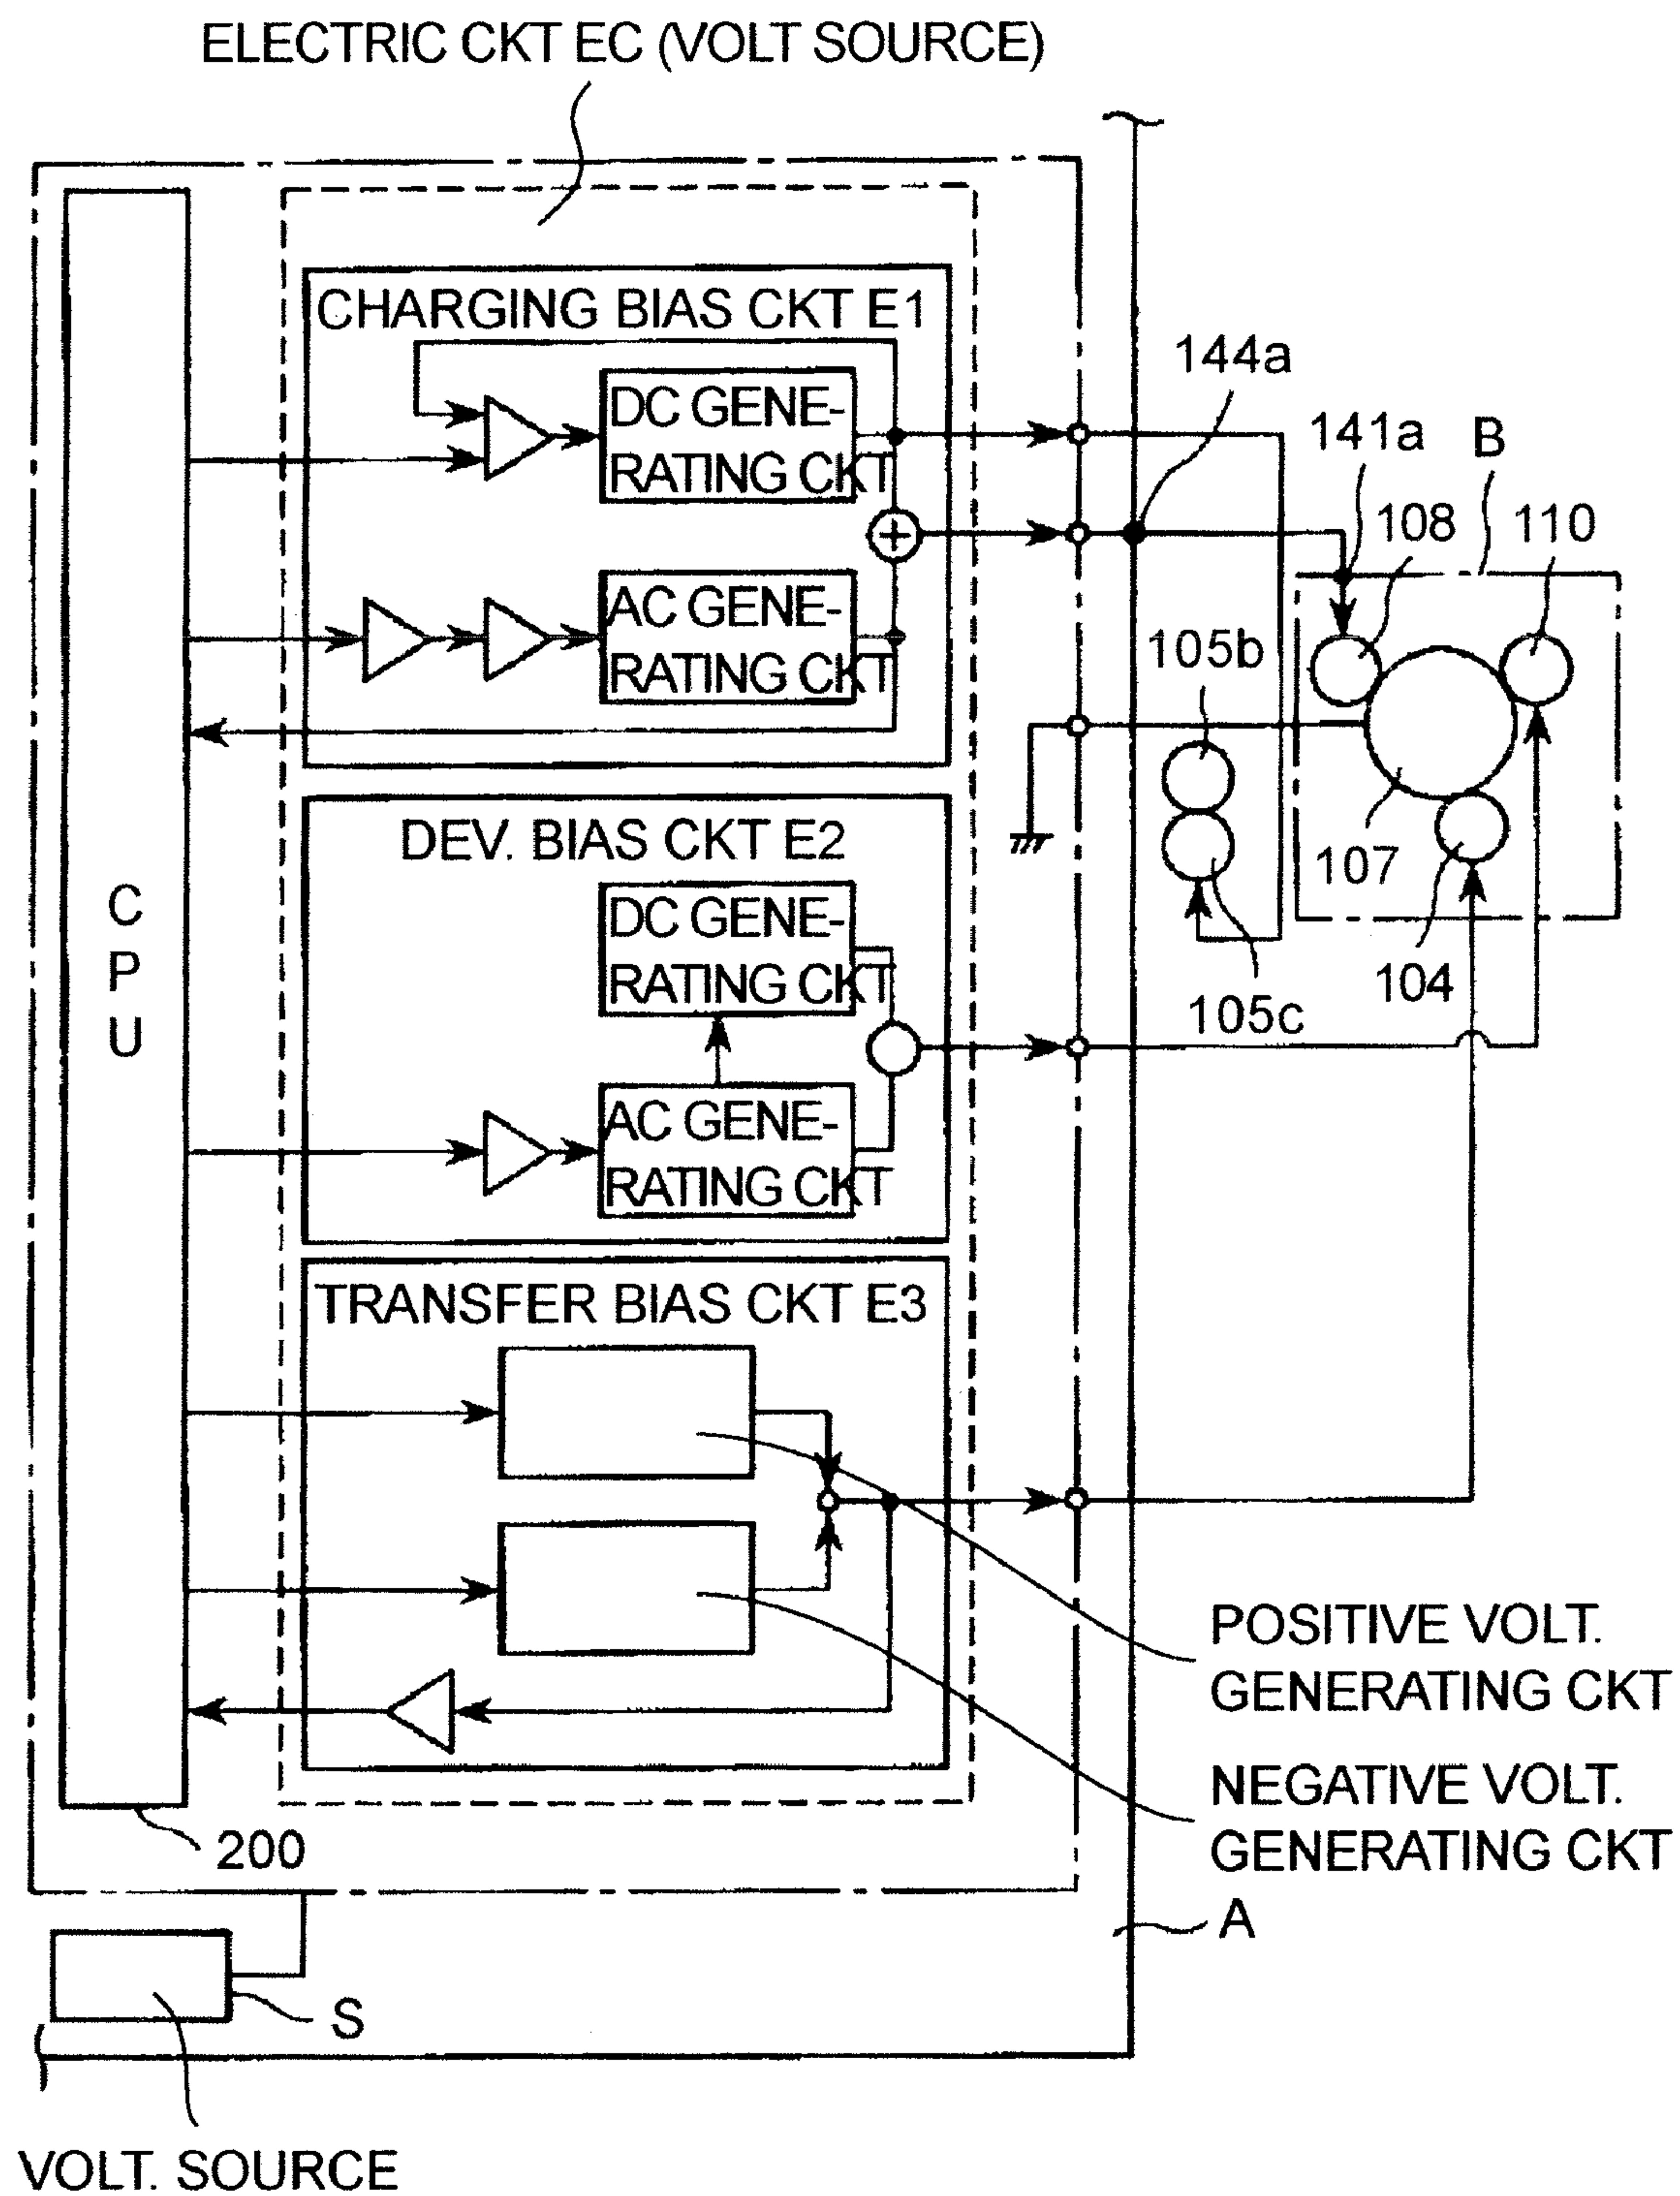 ELECTRIC CKT EC (VOLT SOURCE)
CHARGING BIAS CKT E1
DC GENE-
RATING CKT
AC GENE-
RATING CKT
144a
141a
B
108
110
105b
107
104
105c
DEV. BIAS CKT E2
DC GENE-
RATING CKT
AC GENE-
RATING CKT
C
P
U
TRANSFER BIAS CKT E3
POSITIVE VOLT.
GENERATING CKT
NEGATIVE VOLT.
GENERATING CKT
200
A
S
VOLT. SOURCE